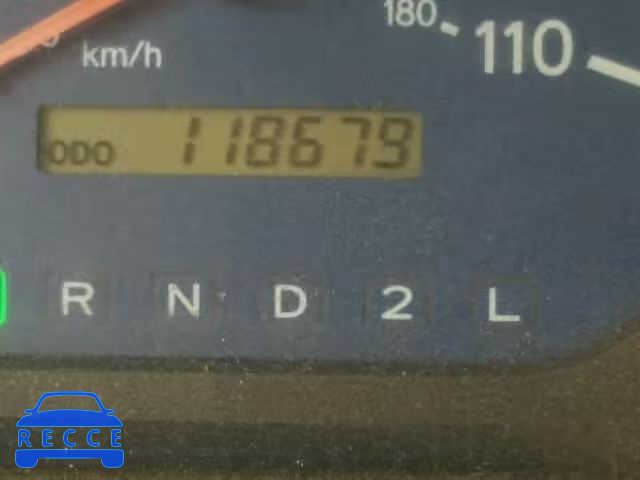 180 110
km/h
ODO 118679
R N D 2 L
RECCE